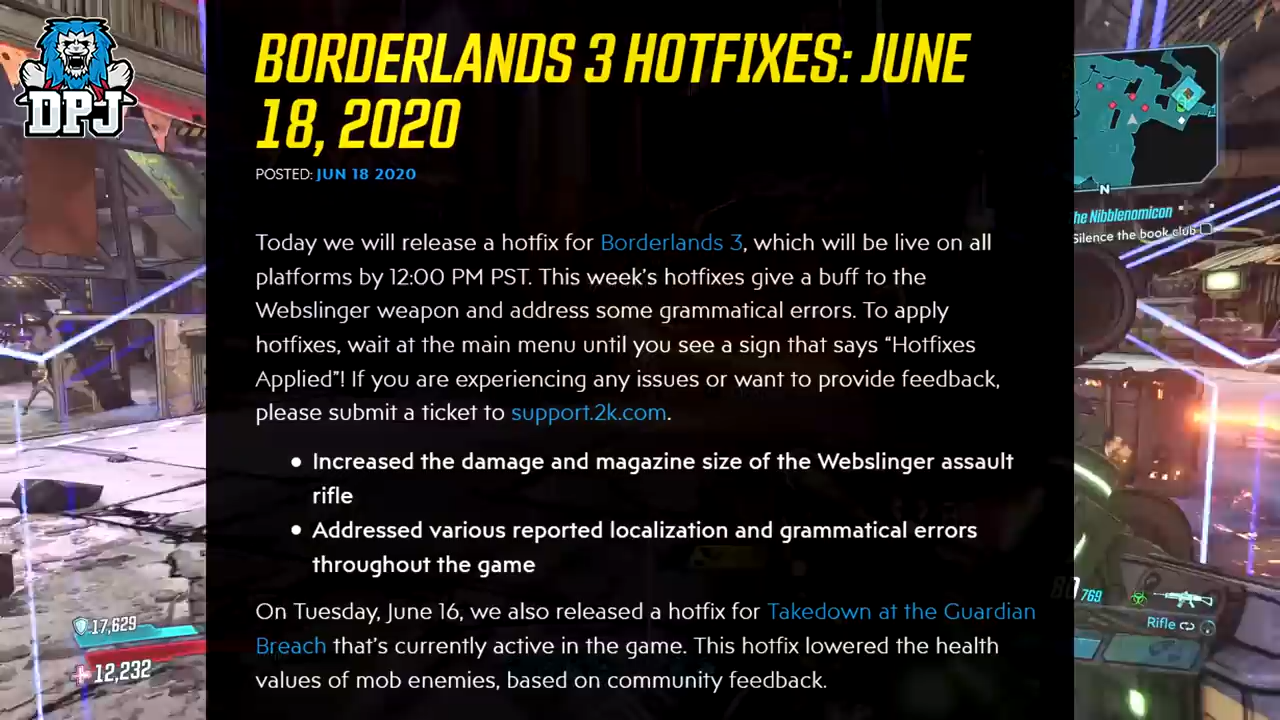 DPJ
BORDERLANDS 3 HOTFIXES: JUNE
18, 2020
POSTED: JUN 18 2020
Today we will release a hotfix for Borderlands 3, which will be live on all
platforms by 12:00 PM PST. This week's hotfixes give a buff to the
Webslinger weapon and address some grammatical errors. To apply
hotfixes, wait at the main menu until you see a sign that says “Hotfixes
Applied”! If you are experiencing any issues or want to provide feedback,
please submit a ticket to support.2k.com.
• Increased the damage and magazine size of the Webslinger assault
rifle
• Addressed various reported localization and grammatical errors
throughout the game
On Tuesday, June 16, we also released a hotfix for Takedown at the Guardian
Breach that's currently active in the game. This hotfix lowered the health
values of mob enemies, based on community feedback.
N
he Nibblenomicon
Silence the book club
17,629
12,232
769
Rifle